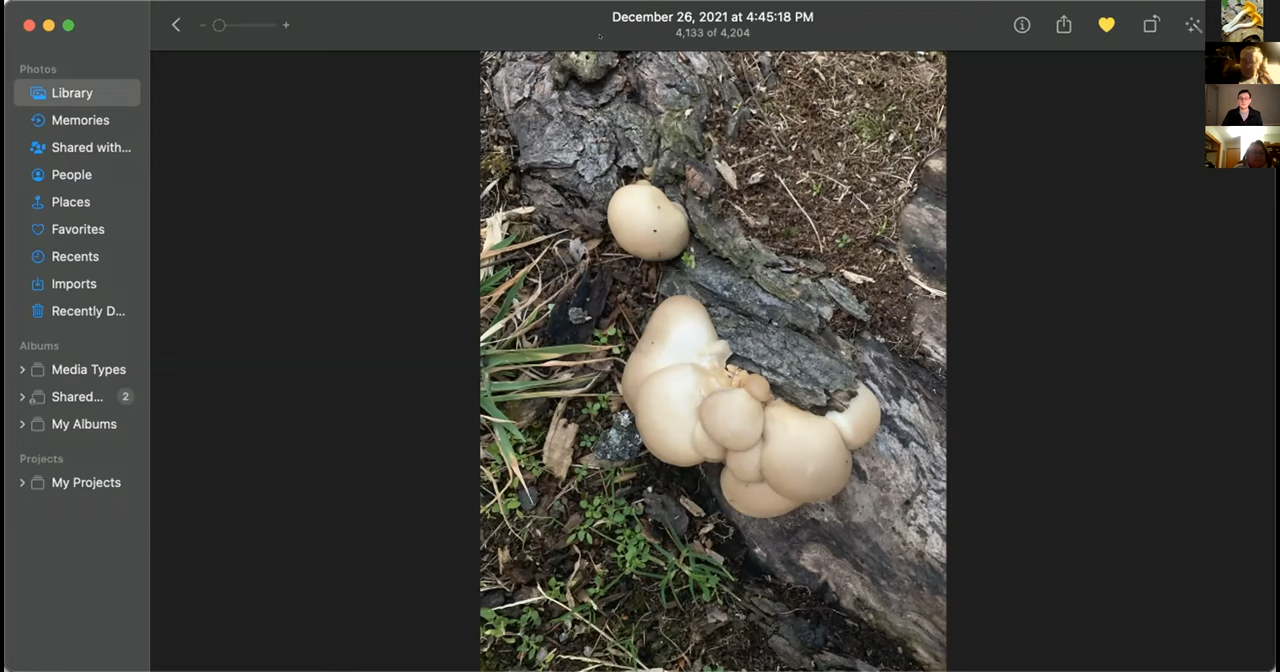 December 26, 2021 at 4:45:18 PM
4,133 of 4,204
Photos
Library
Memories
Shared with...
People
Places
Favorites
Recents
Imports
Recently D...
Albums
Media Types
Shared... 2
My Albums
Projects
My Projects